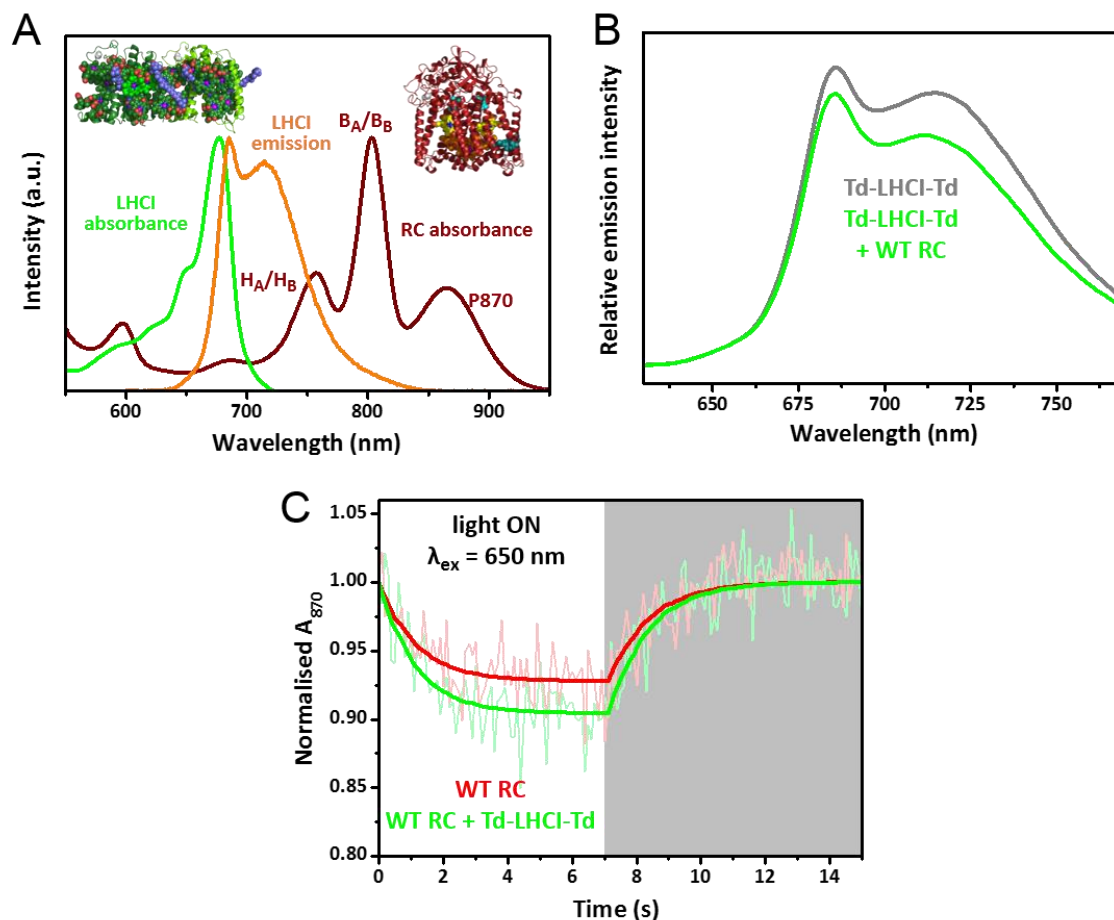 A
Intensity (a.u.)
LHCI
absorbance
LHCI
emission
H_A/H_B
B_A/B_B
RC absorbance
P870
600
700
800
900
Wavelength (nm)
B
Relative emission intensity
Td-LHCI-Td
Td-LHCI-Td
+ WT RC
650
675
700
725
750
Wavelength (nm)
C
Normalised A_870
1.05
1.00
0.95
0.90
0.85
0.80
light ON
λ_ex = 650 nm
WT RC
WT RC + Td-LHCI-Td
0
2
4
6
8
10
12
14
Time (s)